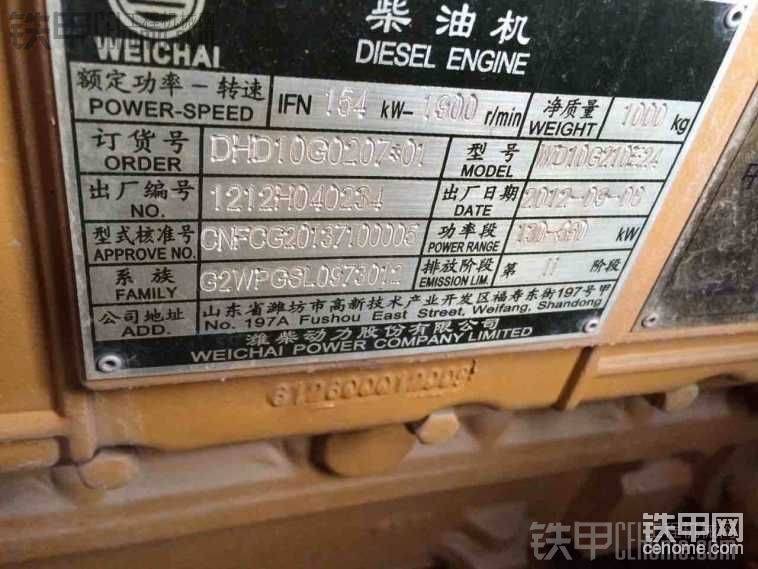 铁甲
WEICHAI
柴油机
DIESEL ENGINE
额定功率－转速 IFN 154 kW- 1900 r/min 净质量 1000 kg
POWER-SPEED WEIGHT
订货号 DHD10G0207*01 型号 WD10G210E24
ORDER MODEL
出厂编号 1212H040234 出厂日期
NO. DATE
型式核准号 CNFCG20137100005 功率段 kW
APPROVE NO. POWER RANGE
系族 G2WPGSL0973012 排放阶段 第 II 阶段
FAMILY EMISSION LIM.
公司地址 山东省潍坊市高新技术产业开发区福寿东街197号甲
ADD. No. 197A Fushou East Street, Weifang, Shandong
潍柴动力股份有限公司
WEICHAI POWER COMPANY LIMITED
铁甲
铁甲网
cehome.com